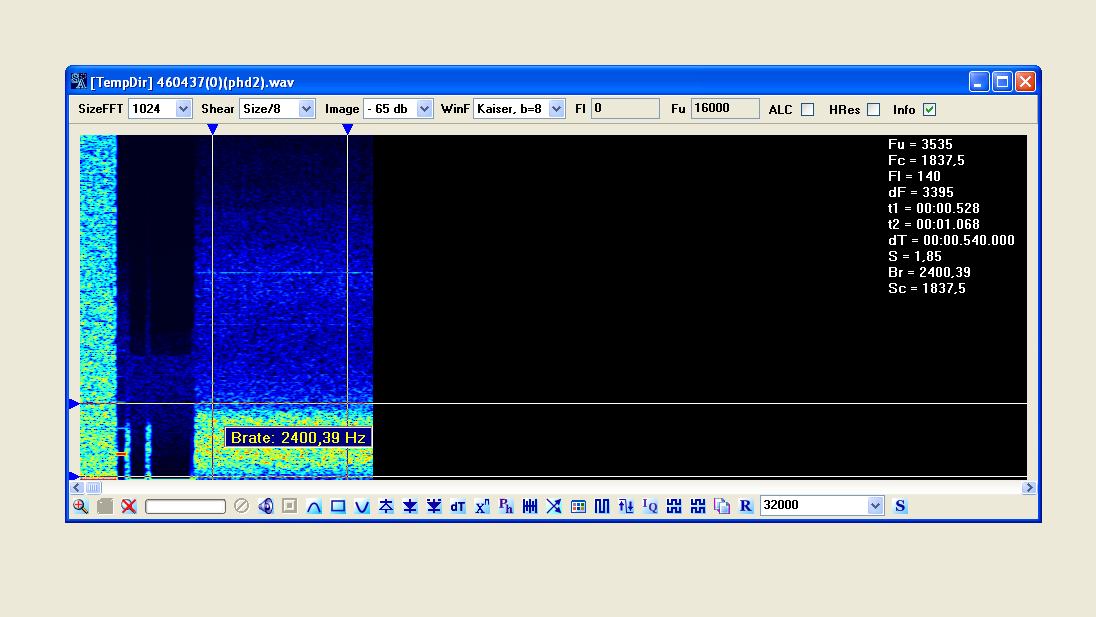 [TempDir] 460437(0)(phd2).wav
SizeFFT 1024 Shear Size/8 Image - 65 db WinF Kaiser, b=8 Fl 0 Fu 16000 ALC HRes Info
Fu = 3535
Fc = 1837,5
Fl = 140
dF = 3395
t1 = 00:00.528
t2 = 00:01.068
dT = 00:00.540.000
S = 1,85
Br = 2400,39
Sc = 1837,5
Brate: 2400,39 Hz
dT Xⁿ Ph IQ R 32000 S